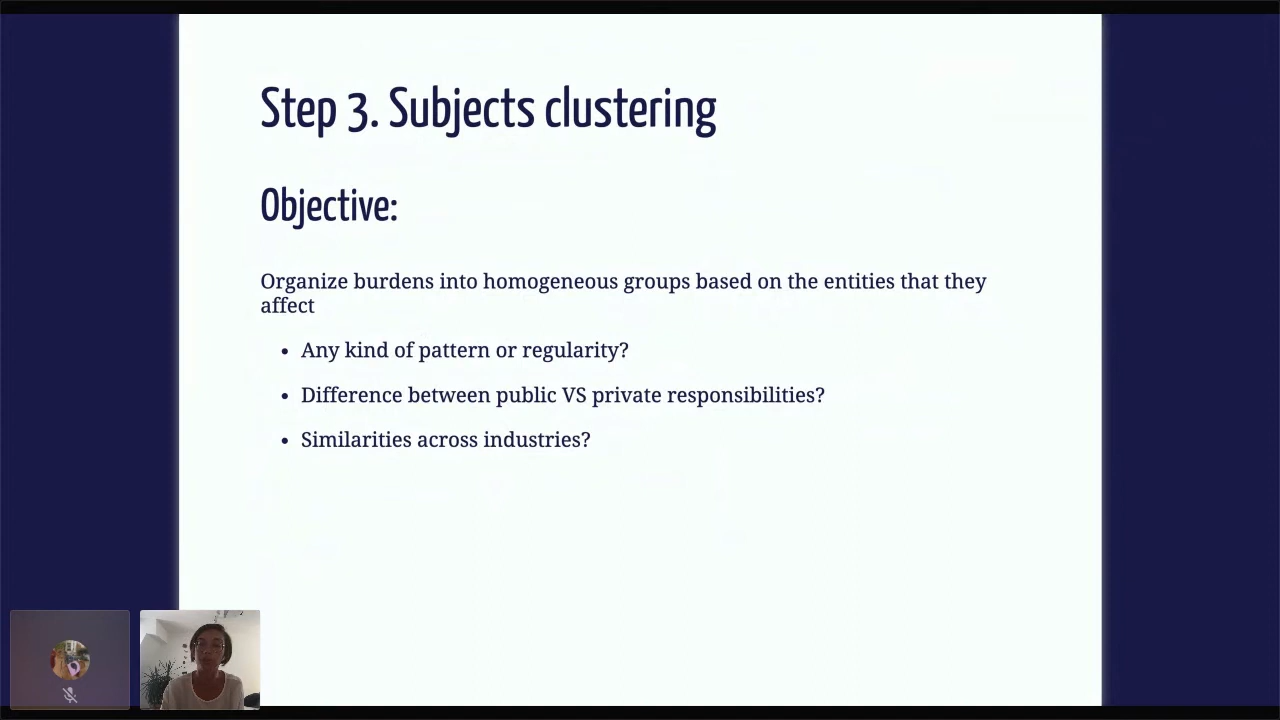 Step 3. Subjects clustering
Objective:
Organize burdens into homogeneous groups based on the entities that they
affect
• Any kind of pattern or regularity?
• Difference between public VS private responsibilities?
• Similarities across industries?